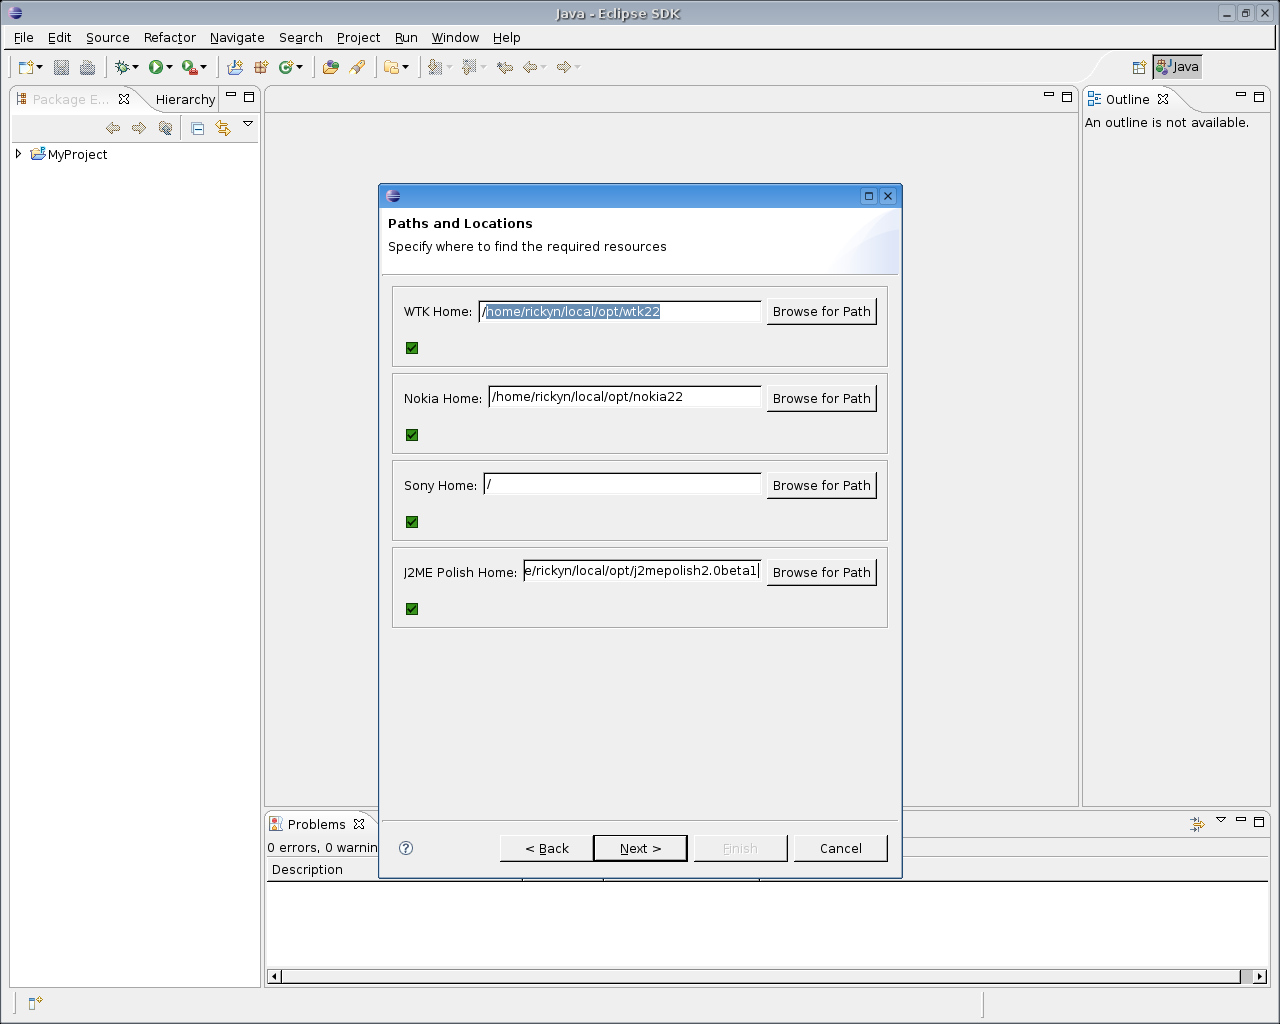 Java - Eclipse SDK
File Edit Source Refactor Navigate Search Project Run Window Help
Java
Package E... Hierarchy
Outline
An outline is not available.
MyProject
Paths and Locations
Specify where to find the required resources
WTK Home: /home/rickyn/local/opt/wtk22 Browse for Path
Nokia Home: /home/rickyn/local/opt/nokia22 Browse for Path
Sony Home: / Browse for Path
J2ME Polish Home: e/rickyn/local/opt/j2mepolish2.0beta1 Browse for Path
Problems
0 errors, 0 warnin
Description
< Back Next > Finish Cancel